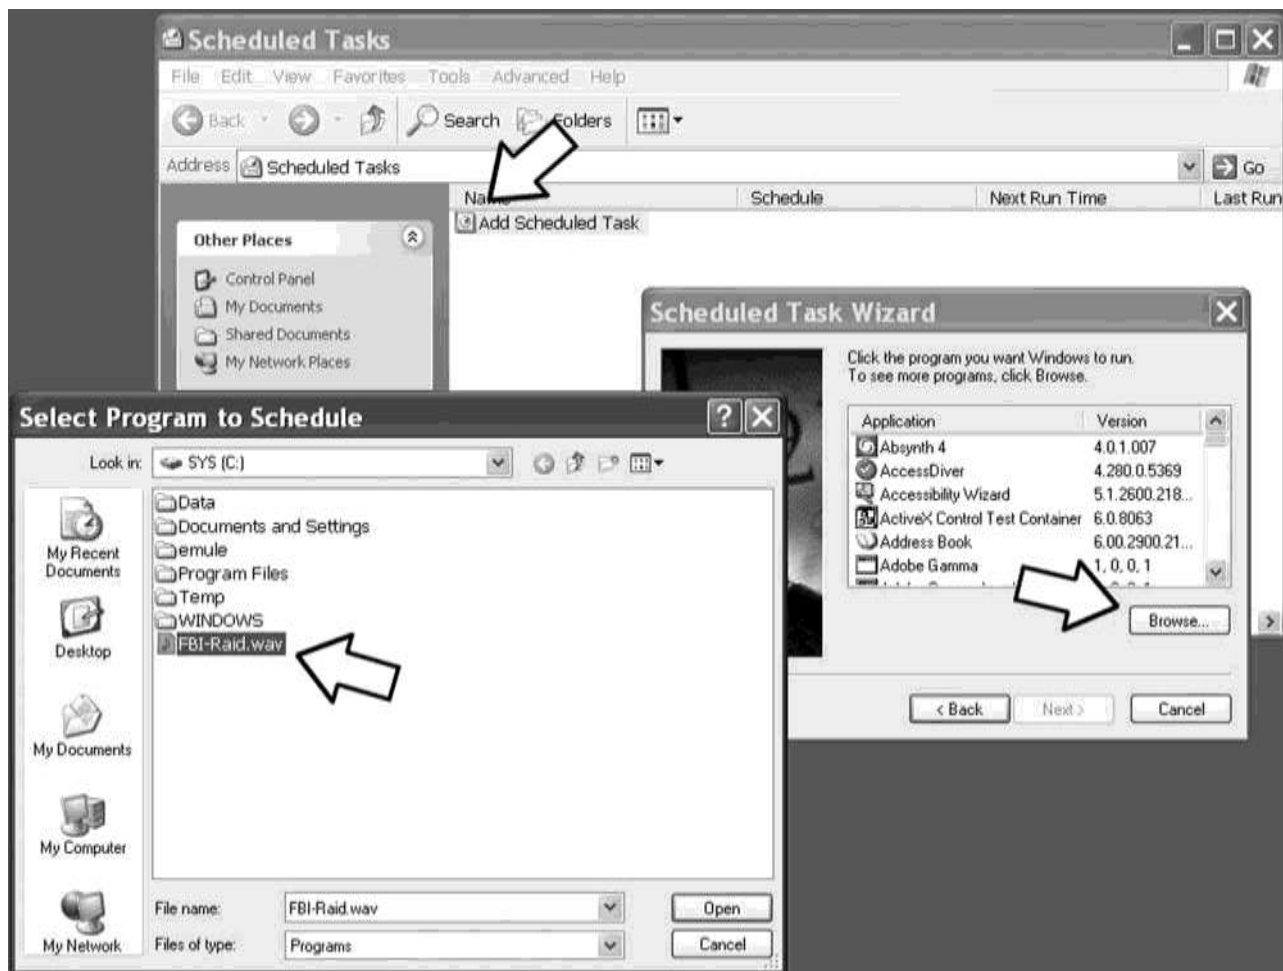 Scheduled Tasks
File Edit View Favorites Tools Advanced Help
Back Search Folders
Address Scheduled Tasks Go
Name Schedule Next Run Time Last Run
Add Scheduled Task
Other Places
Control Panel
My Documents
Shared Documents
My Network Places
Scheduled Task Wizard
Click the program you want Windows to run.
To see more programs, click Browse.
Application Version
Absynth 4 4.0.1.007
AccessDiver 4.280.0.5369
Accessibility Wizard 5.1.2600.218...
ActiveX Control Test Container 6.0.8063
Address Book 6.00.2900.21...
Adobe Gamma 1, 0, 0, 1
Browse...
< Back Next > Cancel
Select Program to Schedule
Look in: SYS (C:)
My Recent
Documents
Desktop
My Documents
My Computer
My Network
Data
Documents and Settings
emule
Program Files
Temp
WINDOWS
FBI-Raid.wav
File name: FBI-Raid.wav Open
Files of type: Programs Cancel